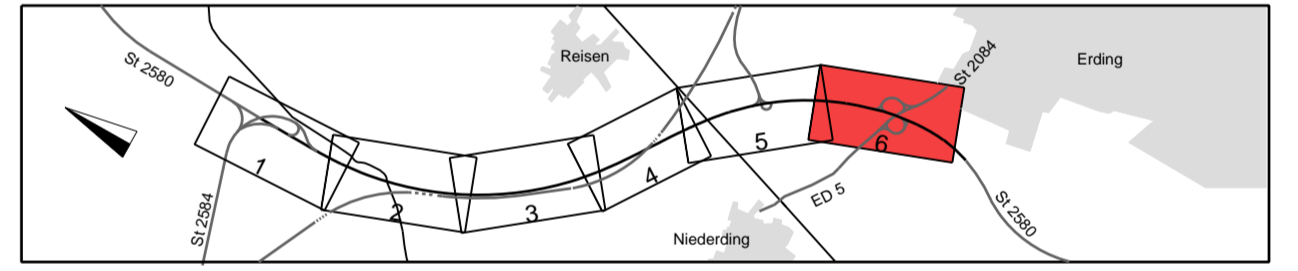 St 2580
Reisen
St 2084
Erding
1
2
3
4
5
6
St 2584
ED 5
St 2580
Niederding